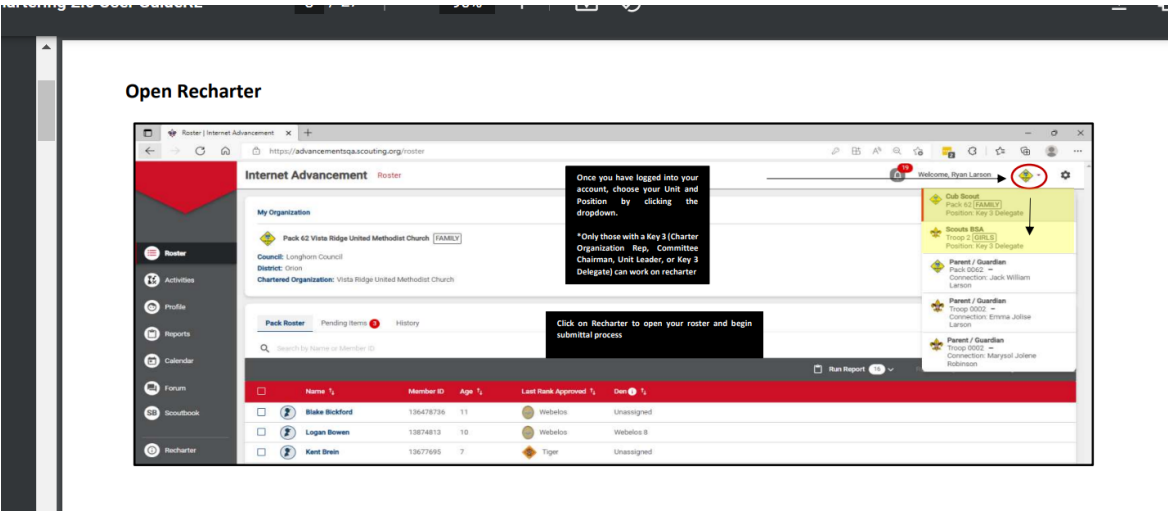 Open Recharter
Roster | Internet Advancement
https://advancementsqa.scouting.org/roster
Internet Advancement Roster
19
Welcome, Ryan Larson
Once you have logged into your
account, choose your Unit and
Position by clicking the
dropdown.
*Only those with a Key 3 (Charter
Organization Rep, Committee
Chairman, Unit Leader, or Key 3
Delegate) can work on recharter
Cub Scout
Pack 62 FAMILY
Position: Key 3 Delegate
Scouts BSA
Troop 2 GIRLS
Position: Key 3 Delegate
Parent / Guardian
Pack 0062 –
Connection: Jack William
Larson
Parent / Guardian
Troop 0002 –
Connection: Emma Jolise
Larson
Parent / Guardian
Troop 0002 –
Connection: Marysol Jolene
Robinson
My Organization
Pack 62 Vista Ridge United Methodist Church FAMILY
Council: Longhorn Council
District: Orion
Chartered Organization: Vista Ridge United Methodist Church
Roster
Activities
Profile
Reports
Calendar
Forum
SB Scoutbook
Recharter
Pack Roster Pending Items 3 History
Click on Recharter to open your roster and begin
submittal process
Search by Name or Member ID
Run Report 16
Name Member ID Age Last Rank Approved Den
Blake Bickford 136478736 11 Webelos Unassigned
Logan Bowen 13874813 10 Webelos Webelos 8
Kent Brein 13677695 7 Tiger Unassigned